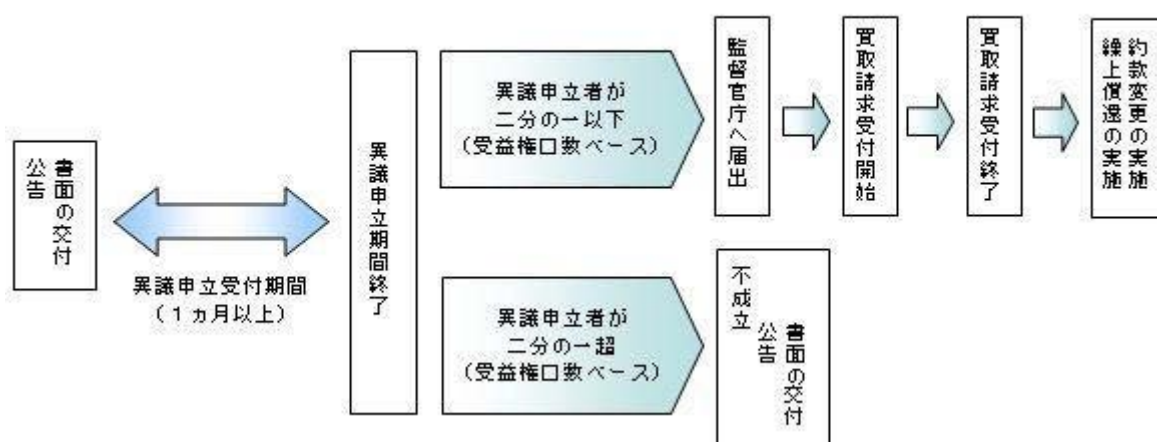 書面の交付
公告
異議申立受付期間
(1ヵ月以上)
異議申立期間終了
異議申立者が
二分の一以下
(受益権口数ベース)
監督官庁へ届出
買取請求受付開始
買取請求受付終了
約款変更の実施
繰上償還の実施
異議申立者が
二分の一超
(受益権口数ベース)
不成立
書面の交付
公告